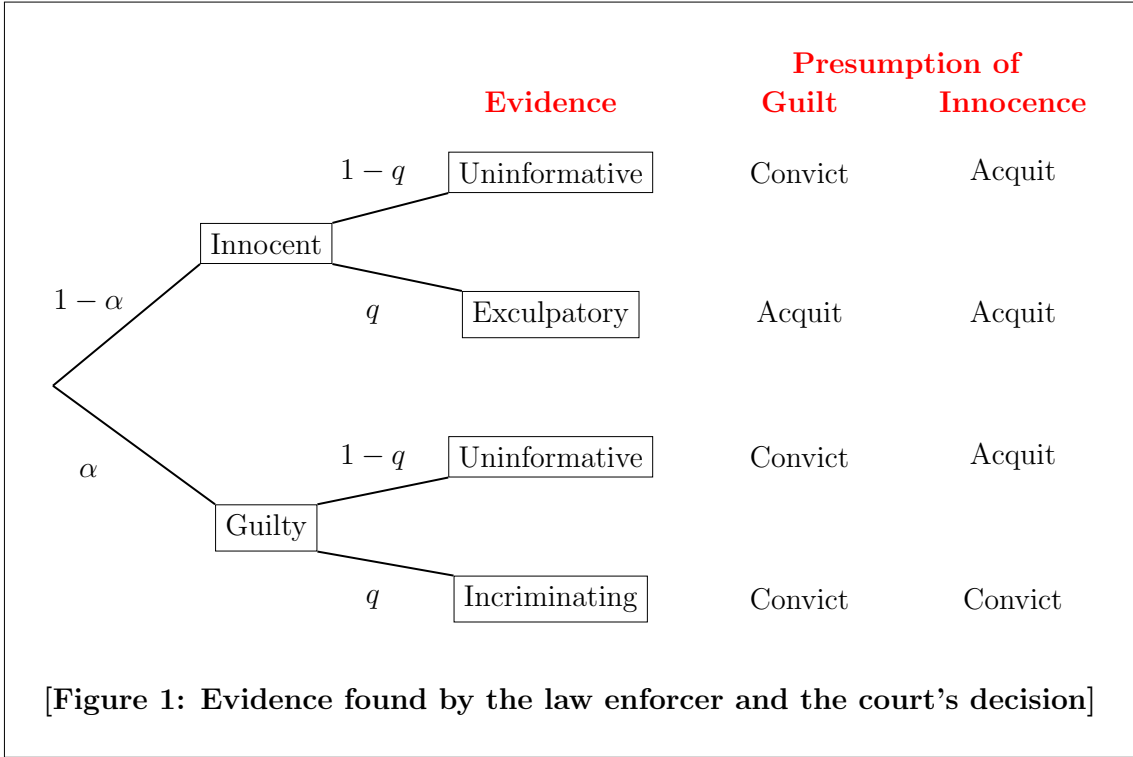 Presumption of
Evidence Guilt Innocence
1 − q Uninformative Convict Acquit
Innocent
1 − α
q Exculpatory Acquit Acquit
1 − q Uninformative Convict Acquit
α
Guilty
q Incriminating Convict Convict
[Figure 1: Evidence found by the law enforcer and the court's decision]